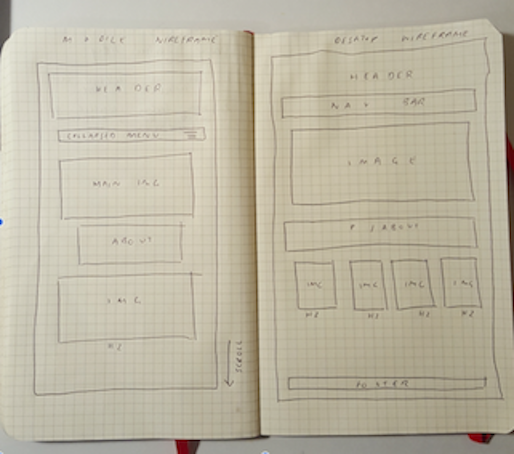 MOBILE WIREFRAME
HEADER
COLLAPSED MENU
MAIN IMG
ABOUT
IMG
H2
SCROLL
DESKTOP WIREFRAME
HEADER
NAV BAR
IMAGE
P ABOUT
IMG IMG IMG IMG
H2 H2 H2 H2
FOOTER